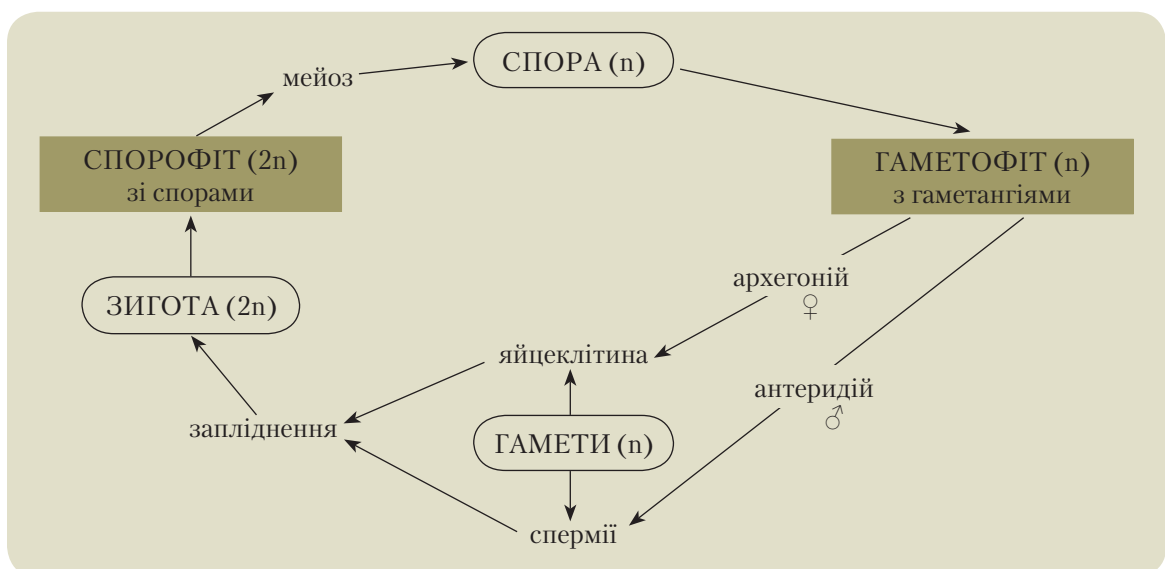 СПОРА (n)
мейоз
СПОРОФІТ (2n)
зі спорами
ГАМЕТОФІТ (n)
з гаметангіями
архегоній
♀
ЗИГОТА (2n)
яйцеклітина
антеридій
♂
запліднення
ГАМЕТИ (n)
спермії